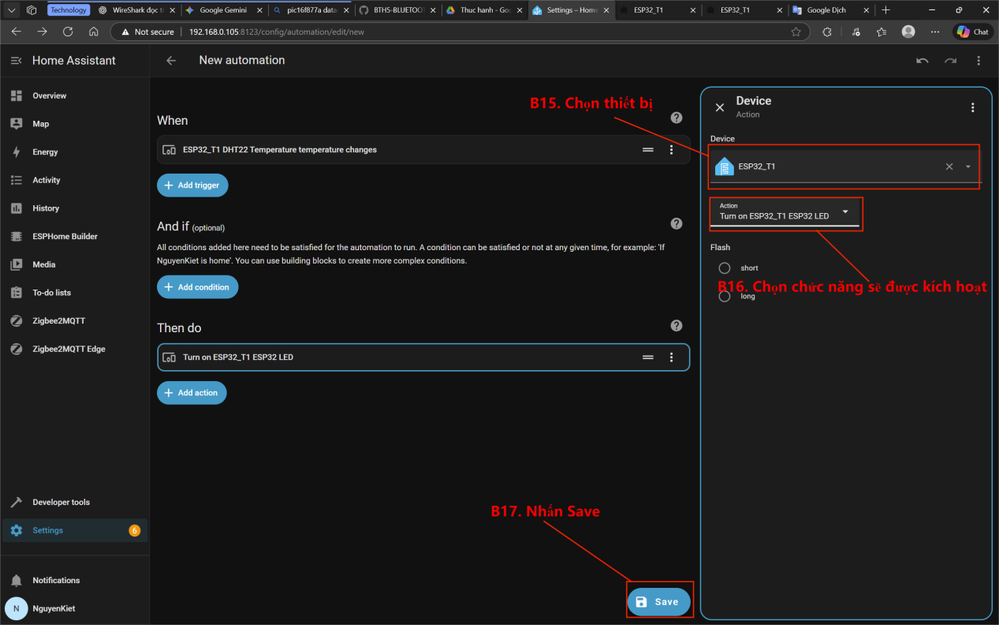 Technology
WireShark đọc t
Google Gemini
pic16f877a data
BTH5-BLUETOOT
Thuc hanh - Goo
Settings – Home
ESP32_T1
ESP32_T1
Google Dịch
Not secure
192.168.0.105:8123/config/automation/edit/new
Chat
Home Assistant
New automation
Overview
Map
Energy
Activity
History
ESPHome Builder
Media
To-do lists
Zigbee2MQTT
Zigbee2MQTT Edge
Developer tools
Settings
6
Notifications
N
NguyenKiet
When
ESP32_T1 DHT22 Temperature temperature changes
Add trigger
And if (optional)
All conditions added here need to be satisfied for the automation to run. A condition can be satisfied or not at any given time, for example: 'If
NguyenKiet is home'. You can use building blocks to create more complex conditions.
Add condition
Then do
Turn on ESP32_T1 ESP32 LED
Add action
B15. Chọn thiết bị
B17. Nhấn Save
Save
Device
Action
Device
ESP32_T1
Action
Turn on ESP32_T1 ESP32 LED
Flash
short
B16. Chọn chức năng sẽ được kích hoạt
long